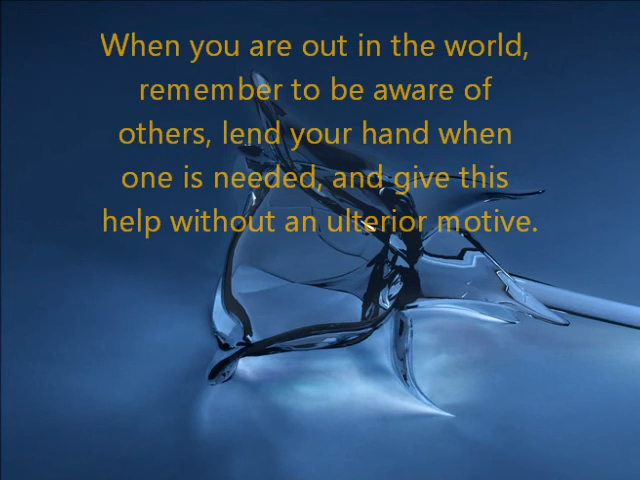 When you are out in the world,
remember to be aware of
others, lend your hand when
one is needed, and give this
help without an ulterior motive.